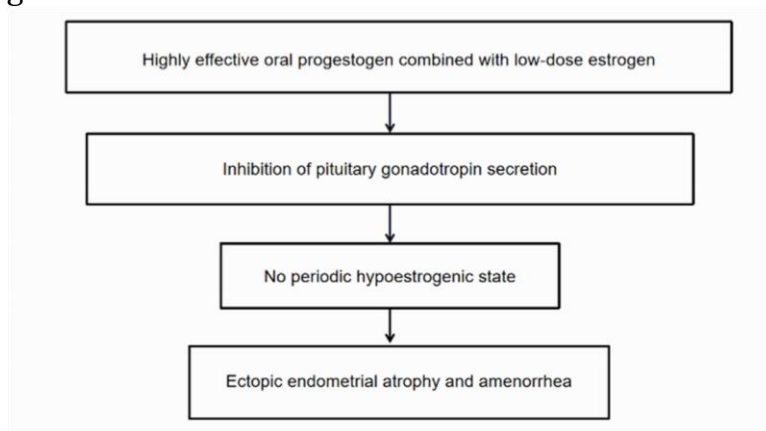 Highly effective oral progestogen combined with low-dose estrogen
Inhibition of pituitary gonadotropin secretion
No periodic hypoestrogenic state
Ectopic endometrial atrophy and amenorrhea